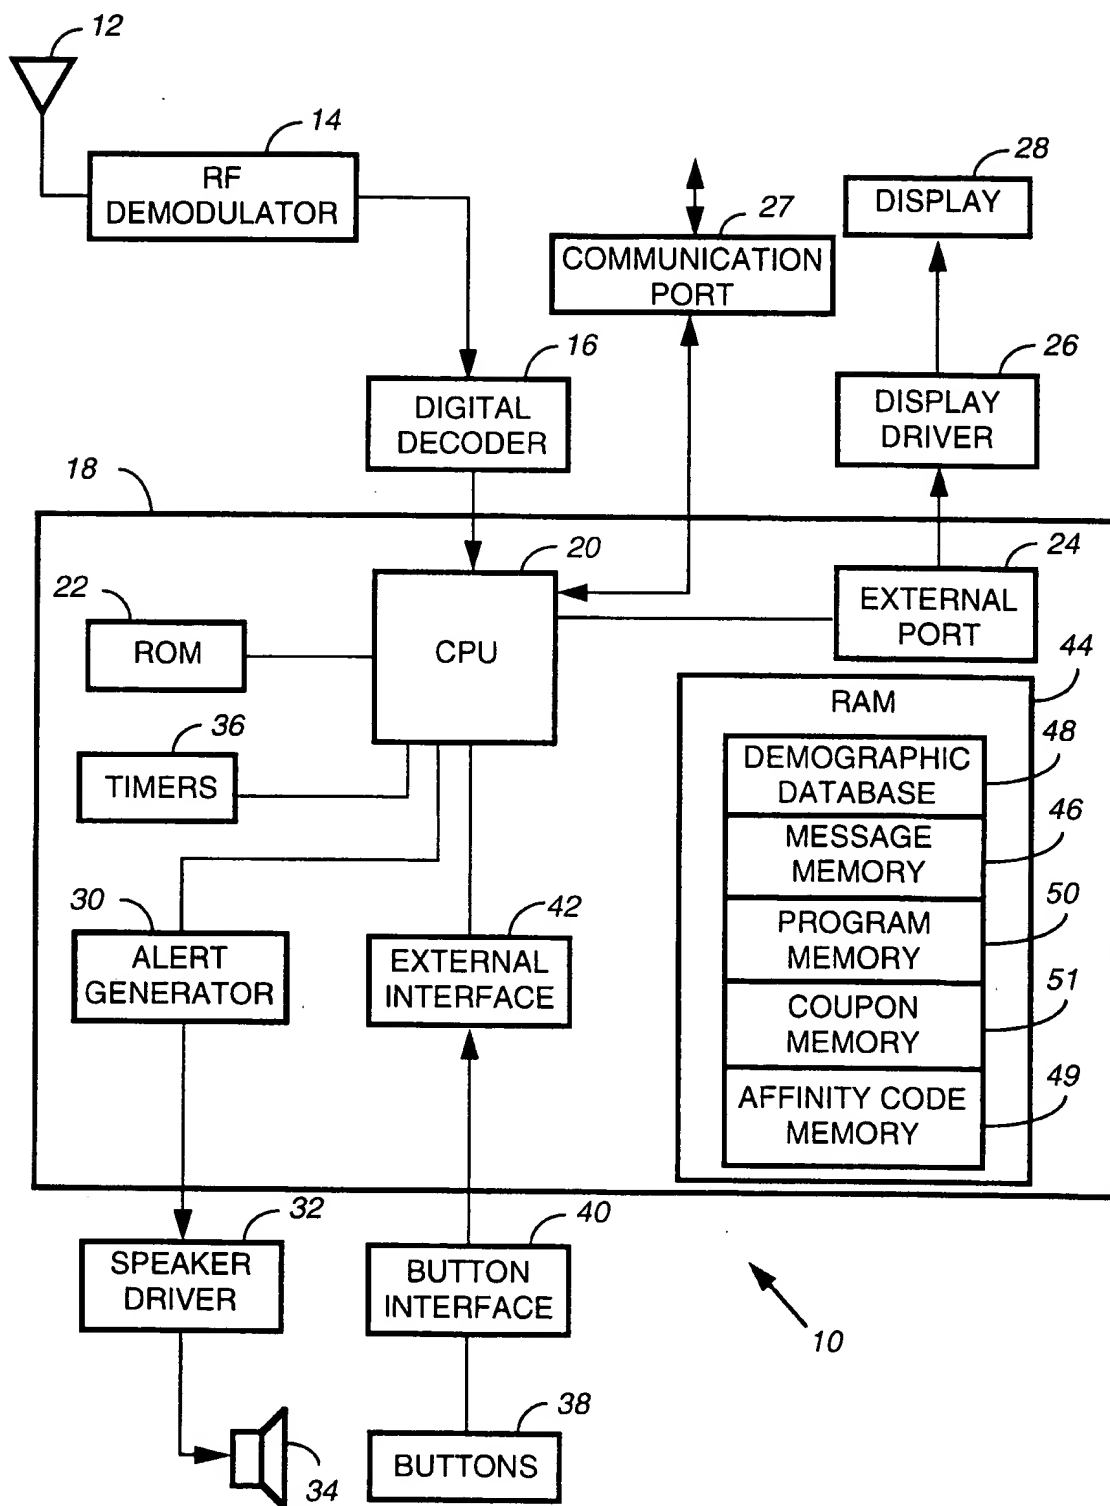 12
14
RF
DEMODULATOR
28
DISPLAY
27
COMMUNICATION
PORT
16
DIGITAL
DECODER
26
DISPLAY
DRIVER
18
20
CPU
24
EXTERNAL
PORT
22
ROM
44
RAM
36
TIMERS
48
DEMOGRAPHIC
DATABASE
46
MESSAGE
MEMORY
30
ALERT
GENERATOR
42
EXTERNAL
INTERFACE
50
PROGRAM
MEMORY
51
COUPON
MEMORY
49
AFFINITY CODE
MEMORY
32
SPEAKER
DRIVER
40
BUTTON
INTERFACE
10
34
38
BUTTONS